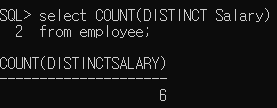 SQL> select COUNT(DISTINCT Salary)
2 from employee;
COUNT(DISTINCTSALARY)
---------------------
6